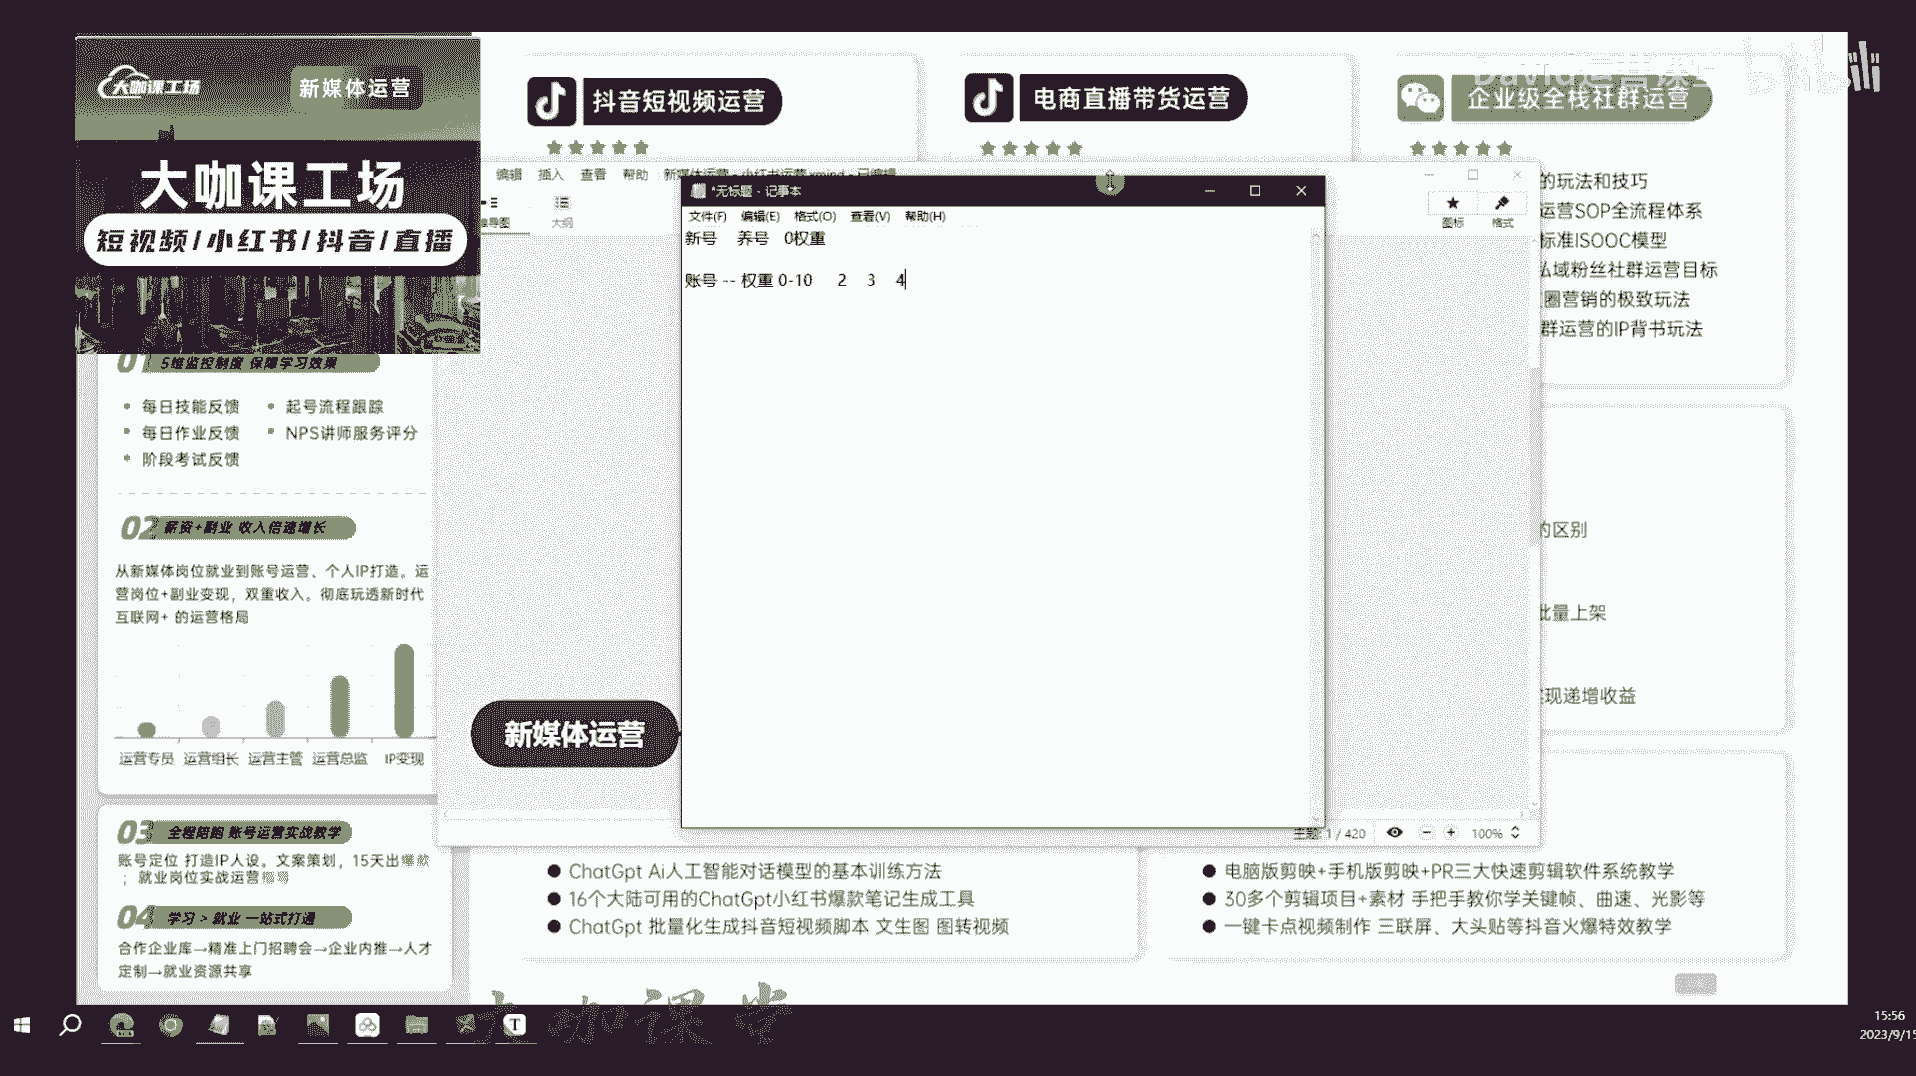 大咖课工场
新媒体运营
大咖课工场
短视频/小红书/抖音/直播
抖音短视频运营
电商直播带货运营
企业级全栈社群运营
编辑 插入 查看 帮助
*无标题 - 记事本
文件(F) 编辑(E) 格式(O) 查看(V) 帮助(H)
新号 养号 0权重
账号 -- 权重 0-10 2 3 4
大纲
图标 格式
的玩法和技巧
运营SOP全流程体系
标准ISOOC模型
私域粉丝社群运营目标
圈营销的极致玩法
群运营的IP背书玩法
01 5维监控制度 保障学习效果
每日技能反馈
起号流程跟踪
每日作业反馈
NPS讲师服务评分
阶段考试反馈
02 薪资+副业 收入倍速增长
从新媒体岗位就业到账号运营、个人IP打造。运
营岗位+副业变现，双重收入。彻底玩透新时代
互联网+ 的运营格局
运营专员 运营组长 运营主管 运营总监 IP变现
03 全程陪跑 账号运营实战教学
账号定位 打造IP人设。文案策划，15天出爆款
；就业岗位实战运营
04 学习 > 就业 一站式打通
合作企业库→精准上门招聘会→企业内推→人才
定制→就业资源共享
新媒体运营
的区别
批量上架
实现递增收益
主题: 1 / 420
100%
ChatGpt Ai人工智能对话模型的基本训练方法
16个大陆可用的ChatGpt小红书爆款笔记生成工具
ChatGpt 批量化生成抖音短视频脚本 文生图 图转视频
电脑版剪映+手机版剪映+PR三大快速剪辑软件系统教学
30多个剪辑项目+素材 手把手教你学关键帧、曲速、光影等
一键卡点视频制作 三联屏、大头贴等抖音火爆特效教学
大咖课堂
15:56
2023/9/15